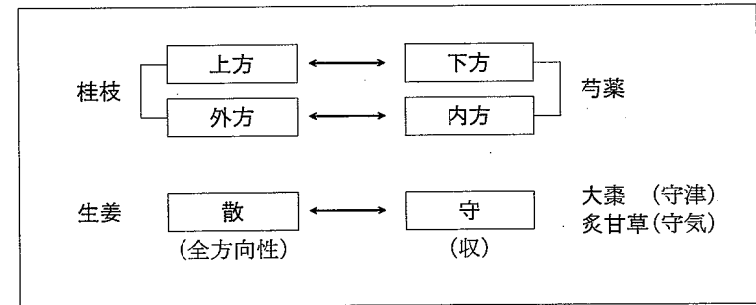 上方 下方
桂枝 芍薬
外方 内方
生姜 散 守 大棗 (守津)
炙甘草(守気)
(全方向性) (収)